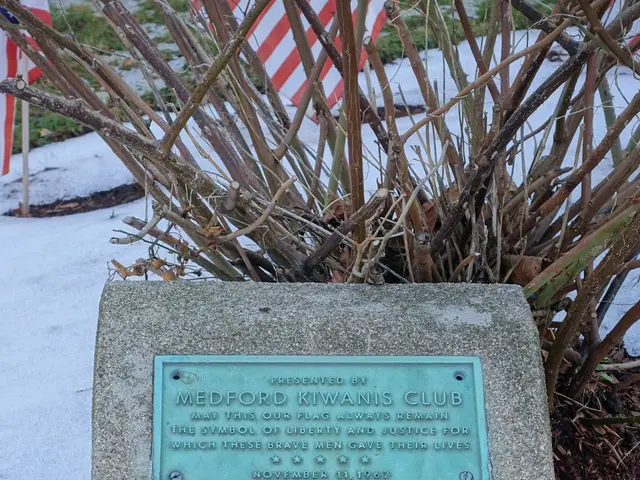 PRESENTED BY
MEDFORD KIWANIS CLUB
MAY THIS OUR FLAG ALWAYS REMAIN
THE SYMBOL OF LIBERTY AND JUSTICE FOR
WHICH THESE BRAVE MEN GAVE THEIR LIVES
★ ★ ★ ★ ★
NOVEMBER 11, 1967